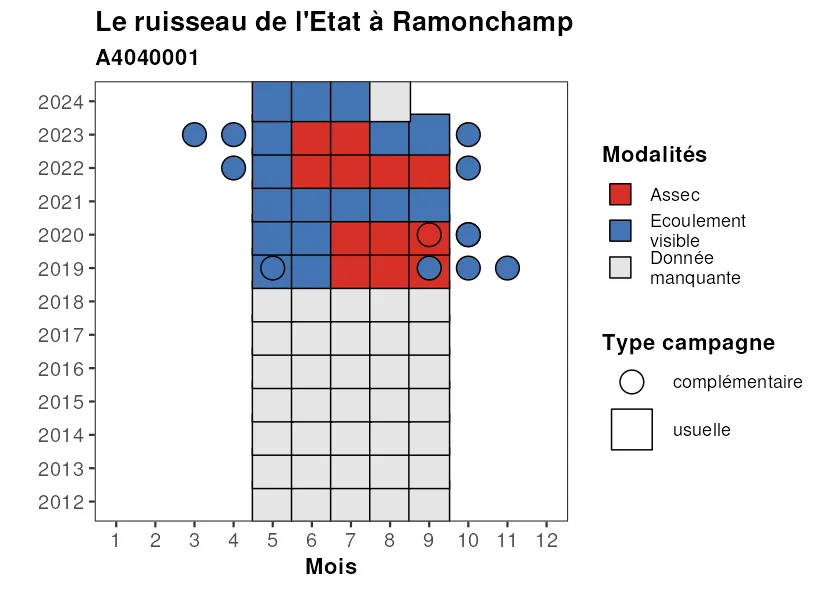 Le ruisseau de l'Etat à Ramonchamp
A4040001
2024
2023
2022
2021
2020
2019
2018
2017
2016
2015
2014
2013
2012
1 2 3 4 5 6 7 8 9 10 11 12
Mois
Modalités
Assec
Ecoulement
visible
Donnée
manquante
Type campagne
complémentaire
usuelle